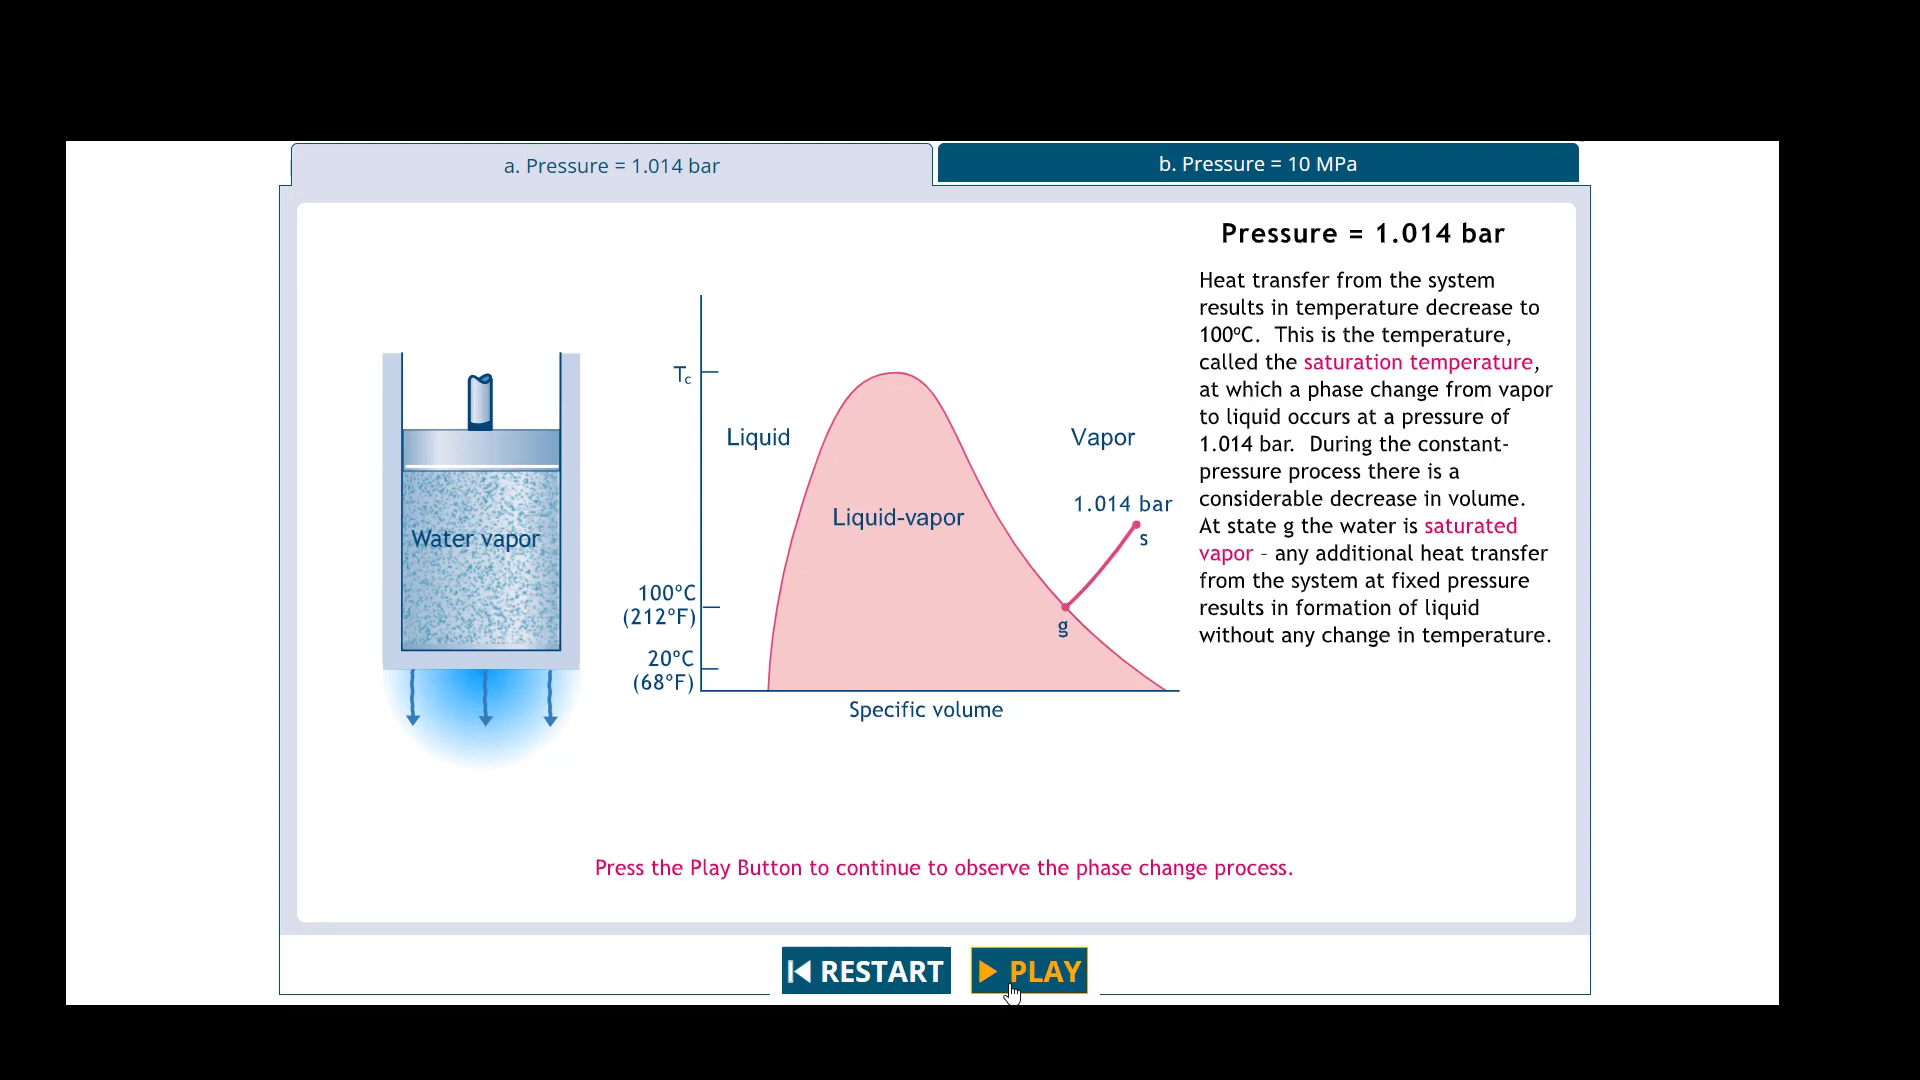 a. Pressure = 1.014 bar
b. Pressure = 10 MPa
Pressure = 1.014 bar
Heat transfer from the system
results in temperature decrease to
100ºC. This is the temperature,
called the saturation temperature,
at which a phase change from vapor
to liquid occurs at a pressure of
1.014 bar. During the constant-
pressure process there is a
considerable decrease in volume.
At state g the water is saturated
vapor - any additional heat transfer
from the system at fixed pressure
results in formation of liquid
without any change in temperature.
Water vapor
Tc
Liquid
Vapor
Liquid-vapor
1.014 bar
s
g
100ºC
(212ºF)
20ºC
(68ºF)
Specific volume
Press the Play Button to continue to observe the phase change process.
RESTART
PLAY